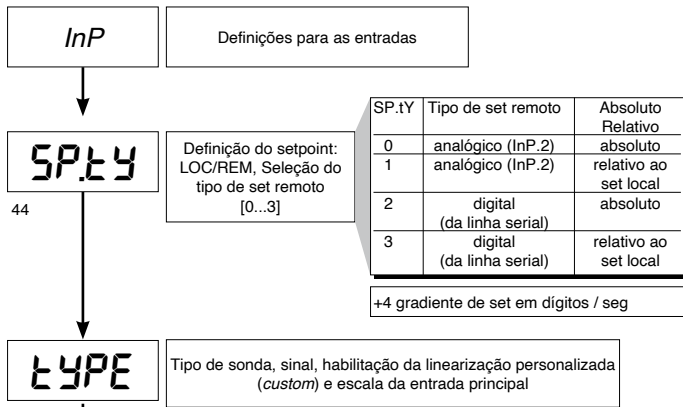 InP
Definições para as entradas
SP.tY
44
Definição do setpoint:
LOC/REM, Seleção do
tipo de set remoto
[0...3]
SP.tY Tipo de set remoto Absoluto
Relativo
0 analógico (InP.2) absoluto
1 analógico (InP.2) relativo ao
set local
2 digital absoluto
(da linha serial)
3 digital relativo ao
(da linha serial) set local
+4 gradiente de set em dígitos / seg
tYPE
Tipo de sonda, sinal, habilitação da linearização personalizada
(custom) e escala da entrada principal